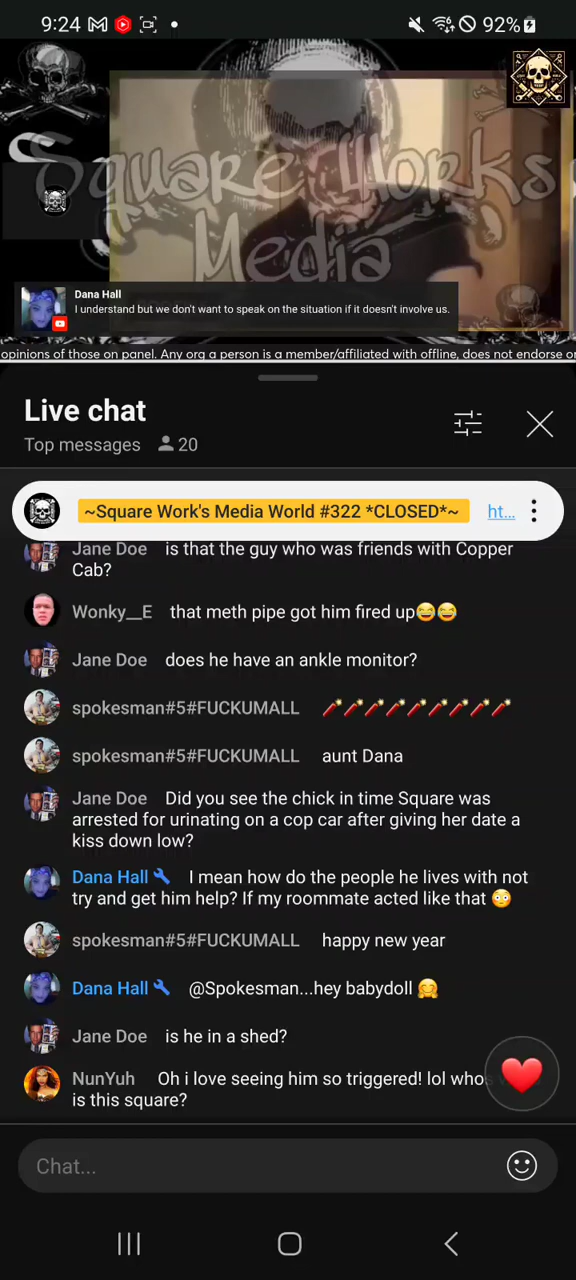 9:24
92%
Square Works
Media
Dana Hall
I understand but we don't want to speak on the situation if it doesn't involve us.
opinions of those on panel. Any org a person is a member/affiliated with offline, does not endorse or
Live chat
Top messages 20
~Square Work's Media World #322 *CLOSED*~ ht...
Jane Doe is that the guy who was friends with Copper
Cab?
Wonky__E that meth pipe got him fired up😂😂
Jane Doe does he have an ankle monitor?
spokesman#5#FUCKUMALL 🧨🧨🧨🧨🧨🧨🧨🧨🧨
spokesman#5#FUCKUMALL aunt Dana
Jane Doe Did you see the chick in time Square was
arrested for urinating on a cop car after giving her date a
kiss down low?
Dana Hall I mean how do the people he lives with not
try and get him help? If my roommate acted like that 😳
spokesman#5#FUCKUMALL happy new year
Dana Hall @Spokesman...hey babydoll 🤗
Jane Doe is he in a shed?
NunYuh Oh i love seeing him so triggered! lol who
is this square?
Chat...